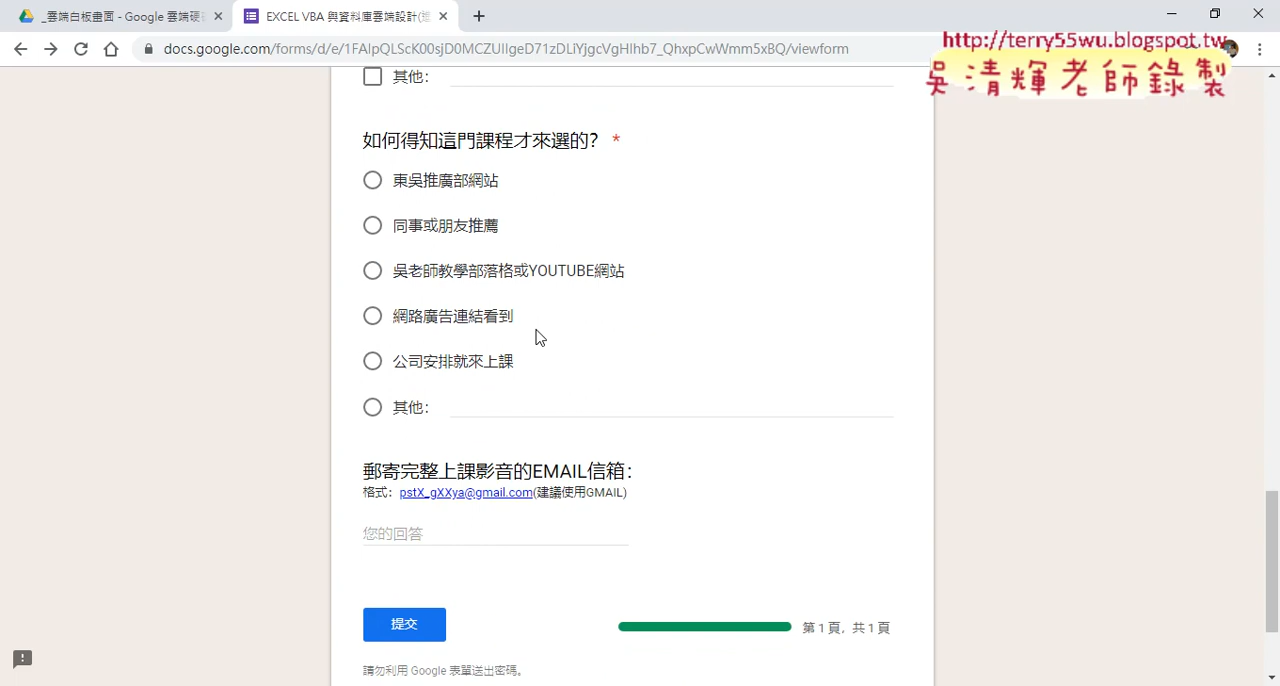 _雲端白板畫面 - Google 雲端硬
EXCEL VBA 與資料庫雲端設計(進
docs.google.com/forms/d/e/1FAIpQLScK00sjD0MCZUIIgeD71zDLiYjgcVgHIhb7_QhxpCwWmm5xBQ/viewform
http://terry55wu.blogspot.tw
吳清輝老師錄製
其他:
如何得知這門課程才來選的? *
東吳推廣部網站
同事或朋友推薦
吳老師教學部落格或YOUTUBE網站
網路廣告連結看到
公司安排就來上課
其他:
郵寄完整上課影音的EMAIL信箱:
格式: pstX_gXXya@gmail.com(建議使用GMAIL)
您的回答
提交
第 1 頁，共 1 頁
請勿利用 Google 表單送出密碼。